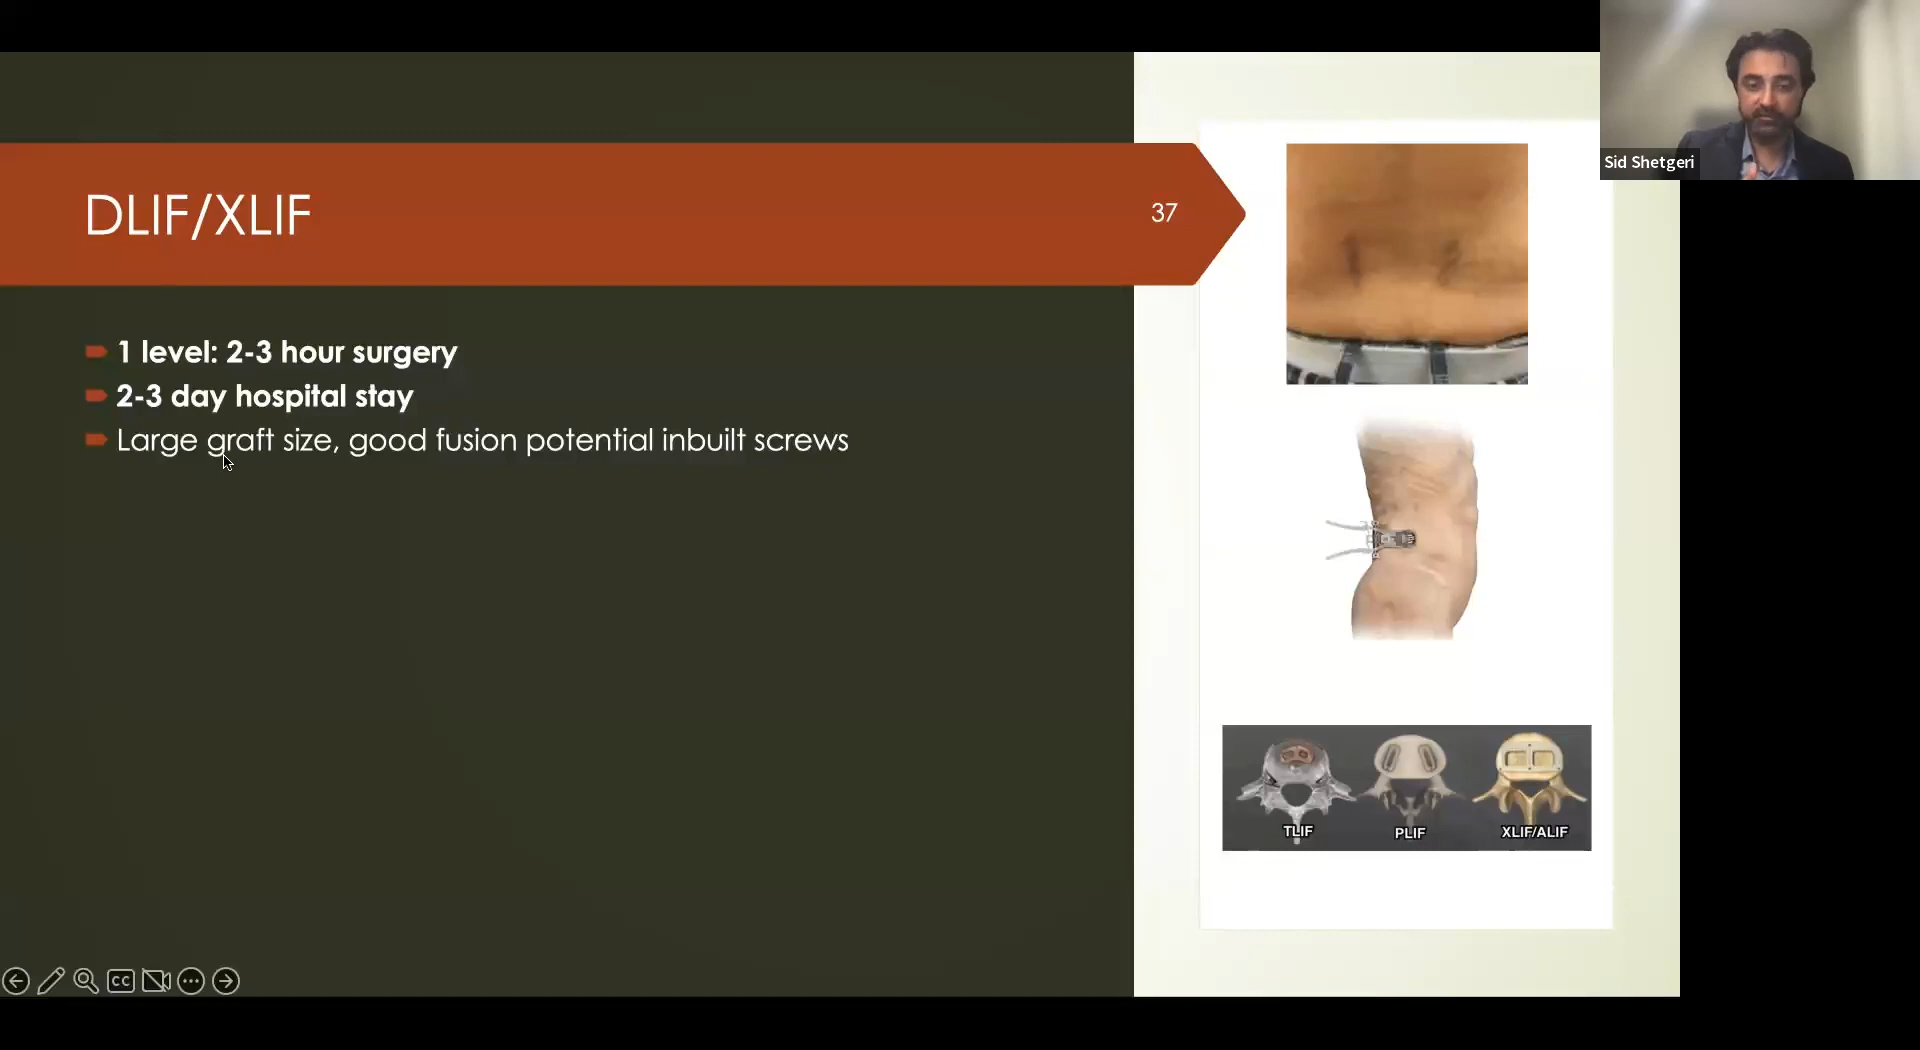 Sid Shetgeri
DLIF/XLIF
37
1 level: 2-3 hour surgery
2-3 day hospital stay
Large graft size, good fusion potential inbuilt screws
TLIF
PLIF
XLIF/ALIF
CC